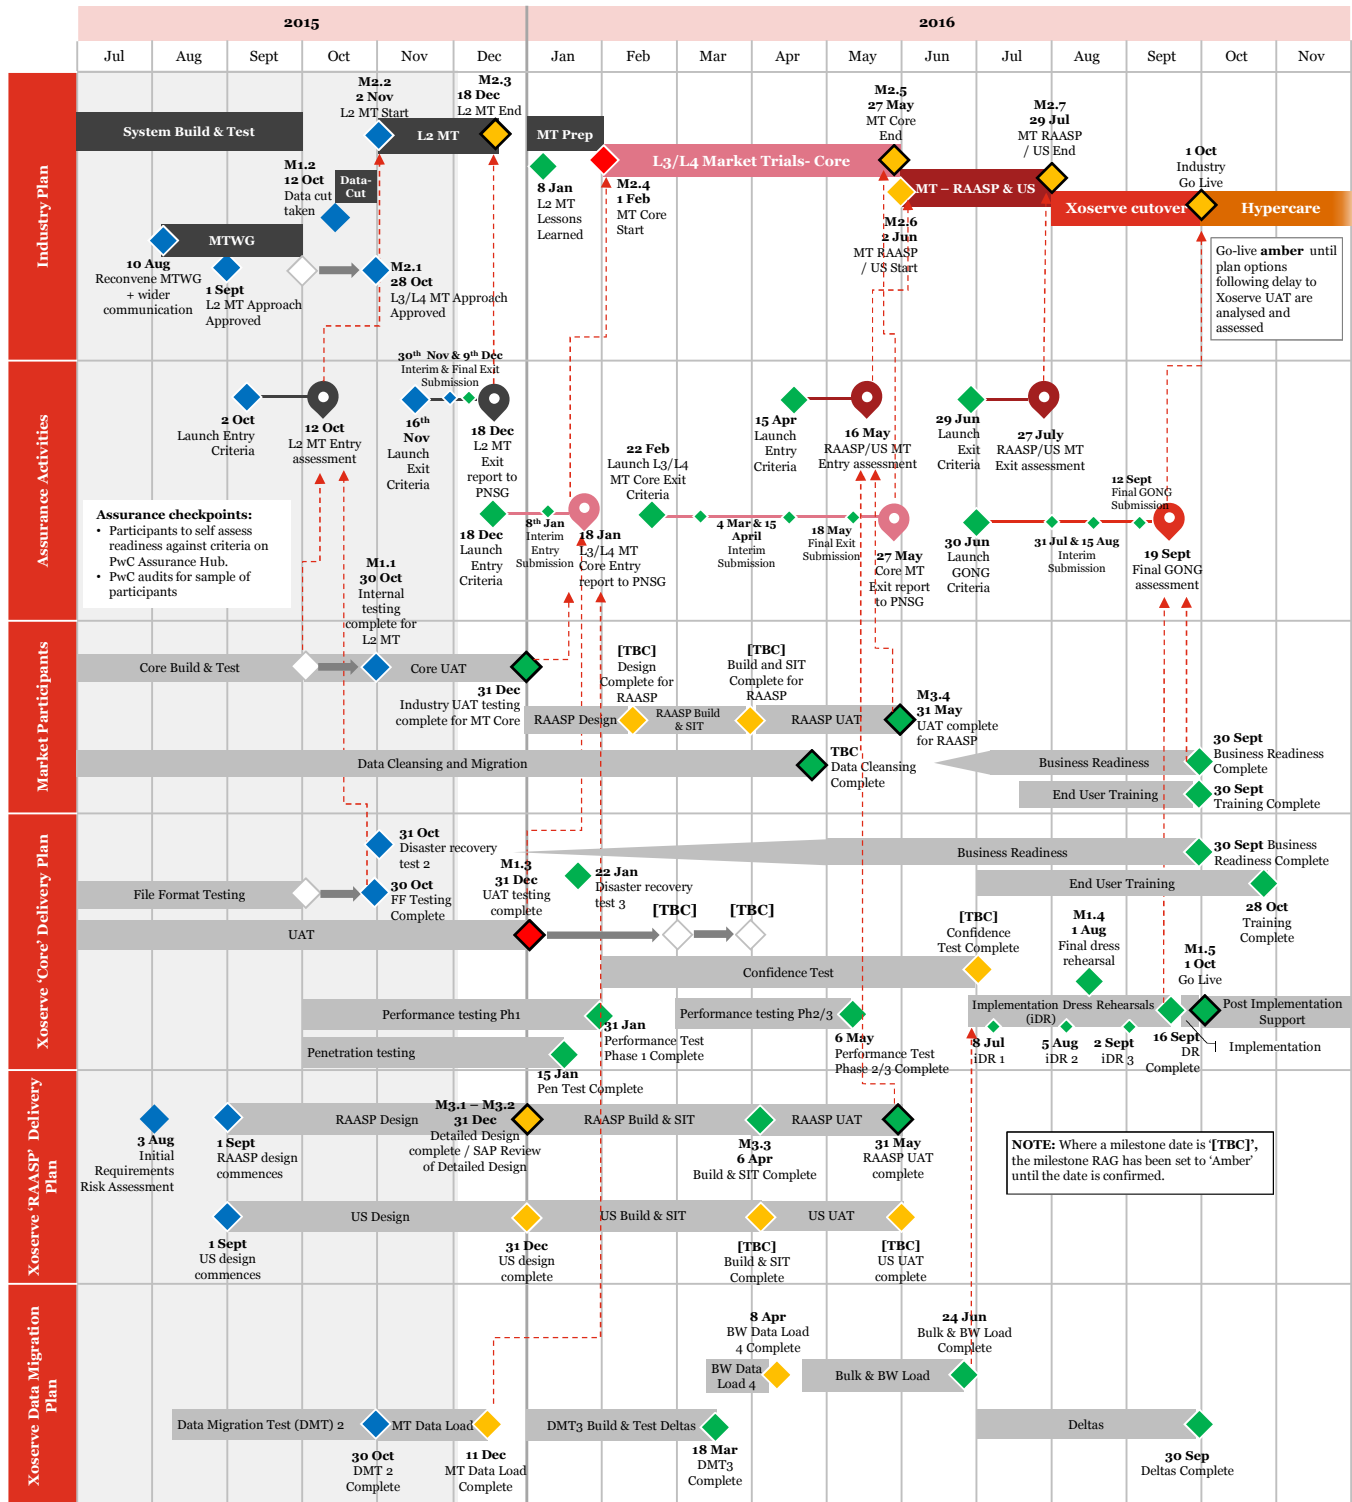 2015
2016
Jul
Aug
Sept
Oct
Nov
Dec
Jan
Feb
Mar
Apr
May
Jun
Jul
Aug
Sept
Oct
Nov
Industry Plan
System Build & Test
M2.2
2 Nov
L2 MT Start
L2 MT
M2.3
18 Dec
L2 MT End
MT Prep
M1.2
12 Oct
Data cut
taken
Data-
Cut
MTWG
10 Aug
Reconvene MTWG
+ wider
communication
1 Sept
L2 MT Approach
Approved
M2.1
28 Oct
L3/L4 MT Approach
Approved
8 Jan
L2 MT
Lessons
Learned
M2.4
1 Feb
MT Core
Start
L3/L4 Market Trials- Core
M2.5
27 May
MT Core
End
MT – RAASP & US
M2.6
2 Jun
MT RAASP
/ US Start
M2.7
29 Jul
MT RAASP
/ US End
Xoserve cutover
1 Oct
Industry
Go Live
Hypercare
Go-live amber until
plan options
following delay to
Xoserve UAT are
analysed and
assessed
Assurance Activities
2 Oct
Launch Entry
Criteria
12 Oct
L2 MT Entry
assessment
30th Nov & 9th Dec
Interim & Final Exit
Submission
16th
Nov
Launch
Exit
Criteria
18 Dec
L2 MT
Exit
report to
PNSG
18 Dec
Launch
Entry
Criteria
8th Jan
Interim
Entry
Submission
18 Jan
L3/L4 MT
Core Entry
report to PNSG
22 Feb
Launch L3/L4
MT Core Exit
Criteria
4 Mar & 15
April
Interim
Submission
18 May
Final Exit
Submission
27 May
Core MT
Exit report
to PNSG
15 Apr
Launch
Entry
Criteria
16 May
RAASP/US MT
Entry assessment
29 Jun
Launch
Exit
Criteria
27 July
RAASP/US MT
Exit assessment
30 Jun
Launch
GONG
Criteria
31 Jul & 15 Aug
Interim
Submission
12 Sept
Final GONG
Submission
19 Sept
Final GONG
assessment
Assurance checkpoints:
• Participants to self assess
readiness against criteria on
PwC Assurance Hub.
• PwC audits for sample of
participants
Market Participants
M1.1
30 Oct
Internal
testing
complete for
L2 MT
Core Build & Test
Core UAT
31 Dec
Industry UAT testing
complete for MT Core
[TBC]
Design
Complete for
RAASP
[TBC]
Build and SIT
Complete for
RAASP
RAASP Design
RAASP Build
& SIT
RAASP UAT
M3.4
31 May
UAT complete
for RAASP
Data Cleansing and Migration
TBC
Data Cleansing
Complete
Business Readiness
30 Sept
Business Readiness
Complete
End User Training
30 Sept
Training Complete
Xoserve ‘Core’ Delivery Plan
31 Oct
Disaster recovery
test 2
File Format Testing
30 Oct
FF Testing
Complete
UAT
M1.3
31 Dec
UAT testing
complete
22 Jan
Disaster recovery
test 3
[TBC]
[TBC]
Business Readiness
30 Sept Business
Readiness Complete
End User Training
28 Oct
Training
Complete
[TBC]
Confidence
Test Complete
Confidence Test
M1.4
1 Aug
Final dress
rehearsal
M1.5
1 Oct
Go Live
Performance testing Ph1
31 Jan
Performance Test
Phase 1 Complete
Performance testing Ph2/3
6 May
Performance Test
Phase 2/3 Complete
Implementation Dress Rehearsals
(iDR)
8 Jul
iDR 1
5 Aug
iDR 2
2 Sept
iDR 3
16 Sept
DR
Complete
Post Implementation
Support
Implementation
Penetration testing
15 Jan
Pen Test Complete
Xoserve ‘RAASP’ Delivery
Plan
3 Aug
Initial
Requirements
Risk Assessment
1 Sept
RAASP design
commences
RAASP Design
M3.1 – M3.2
31 Dec
Detailed Design
complete / SAP Review
of Detailed Design
RAASP Build & SIT
M3.3
6 Apr
Build & SIT Complete
RAASP UAT
31 May
RAASP UAT
complete
NOTE: Where a milestone date is ‘[TBC]’,
the milestone RAG has been set to ‘Amber’
until the date is confirmed.
1 Sept
US design
commences
US Design
31 Dec
US design
complete
US Build & SIT
[TBC]
Build & SIT
Complete
US UAT
[TBC]
US UAT
complete
Xoserve Data Migration
Plan
8 Apr
BW Data Load
4 Complete
BW Data
Load 4
24 Jun
Bulk & BW Load
Complete
Bulk & BW Load
Data Migration Test (DMT) 2
30 Oct
DMT 2
Complete
MT Data Load
11 Dec
MT Data Load
Complete
DMT3 Build & Test Deltas
18 Mar
DMT3
Complete
Deltas
30 Sep
Deltas Complete